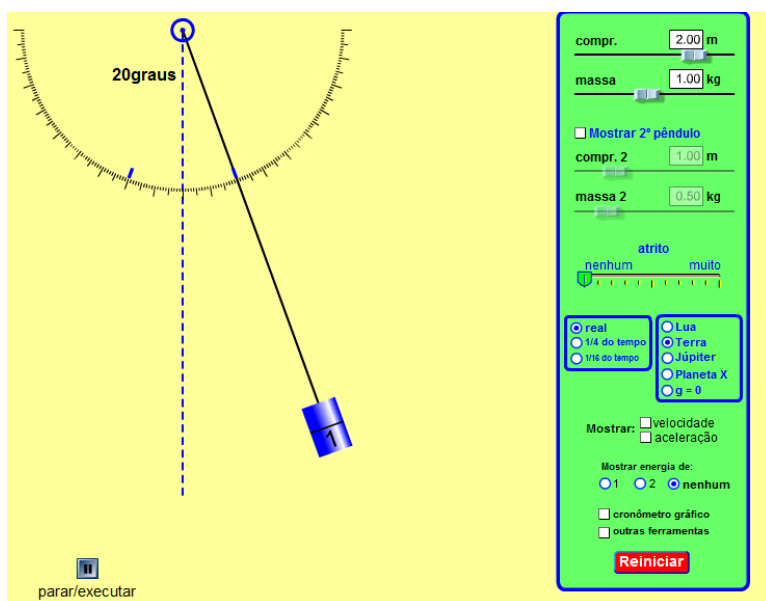 20graus
1
parar/executar
compr. 2.00 m
massa 1.00 kg
Mostrar 2º pêndulo
compr. 2 1.00 m
massa 2 0.50 kg
atrito
nenhum muito
real
1/4 do tempo
1/16 do tempo
Lua
Terra
Júpiter
Planeta X
g = 0
Mostrar: velocidade
aceleração
Mostrar energia de:
1 2 nenhum
cronômetro gráfico
outras ferramentas
Reiniciar